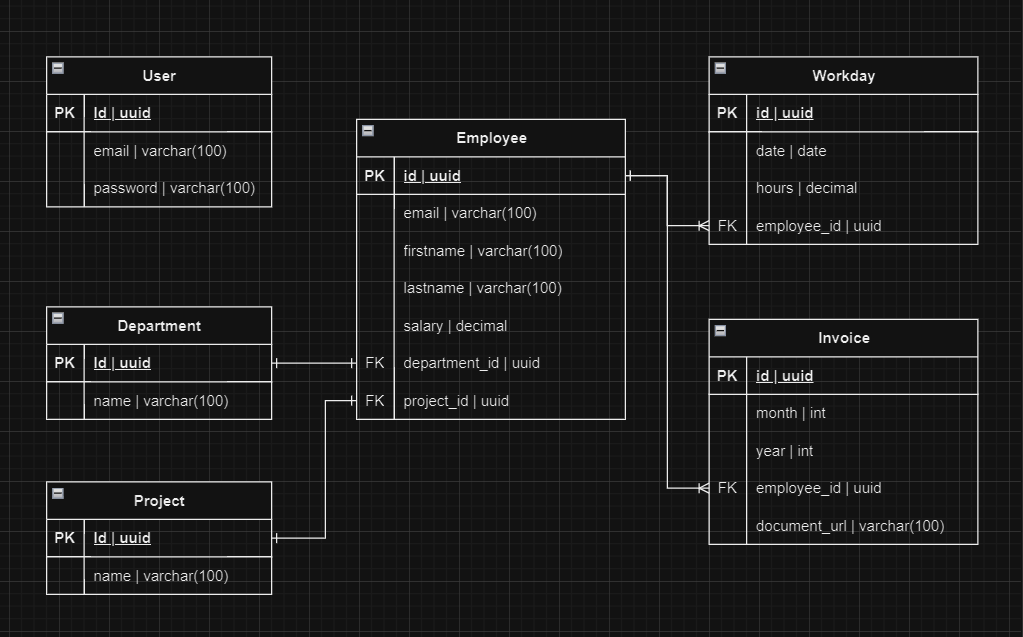 User
PK Id | uuid
email | varchar(100)
password | varchar(100)
Department
PK Id | uuid
name | varchar(100)
Project
PK Id | uuid
name | varchar(100)
Employee
PK id | uuid
email | varchar(100)
firstname | varchar(100)
lastname | varchar(100)
salary | decimal
FK department_id | uuid
FK project_id | uuid
Workday
PK id | uuid
date | date
hours | decimal
FK employee_id | uuid
Invoice
PK id | uuid
month | int
year | int
FK employee_id | uuid
document_url | varchar(100)